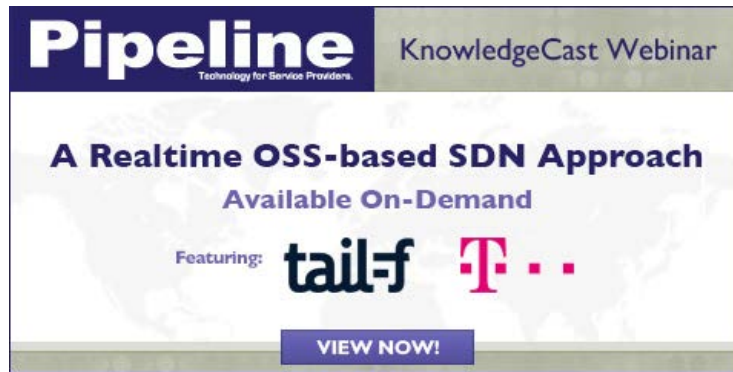 Pipeline
Technology for Service Providers.
KnowledgeCast Webinar
A Realtime OSS-based SDN Approach
Available On-Demand
Featuring: tail-f T
VIEW NOW!